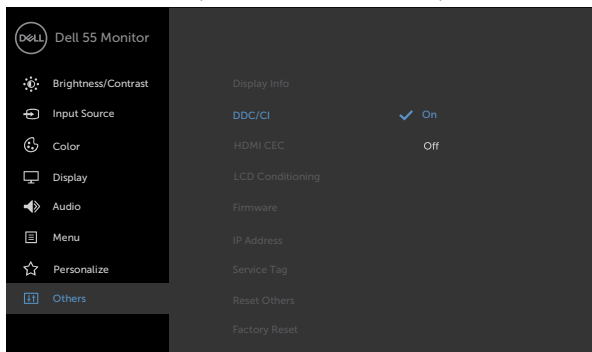 DELL Dell 55 Monitor
Brightness/Contrast
Input Source
Color
Display
Audio
Menu
Personalize
Others
Display Info
DDC/CI
On
HDMI CEC
Off
LCD Conditioning
Firmware
IP Address
Service Tag
Reset Others
Factory Reset